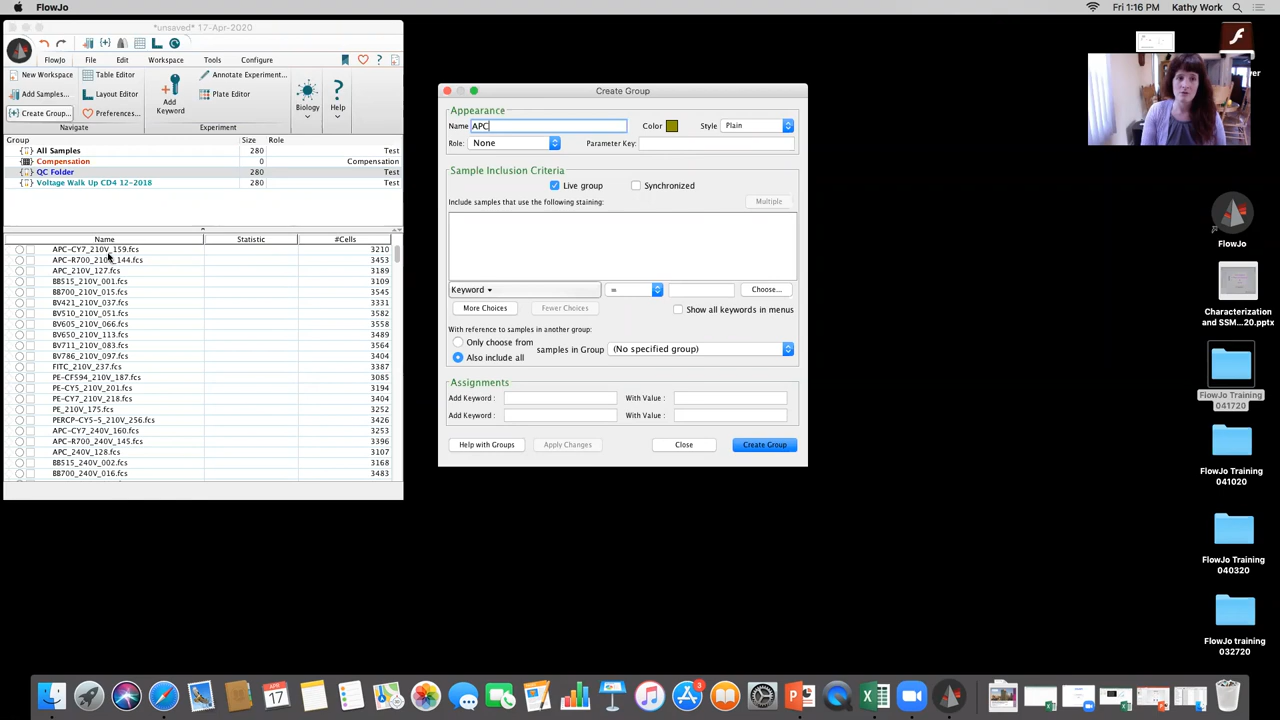 FlowJo
Fri 1:16 PM Kathy Work
*unsaved* 17-Apr-2020
FlowJo File Edit Workspace Tools Configure
New Workspace Table Editor
Add Samples... Layout Editor
Create Group... Preferences...
Navigate
Add
Keyword
Annotate Experiment...
Plate Editor
Experiment
Biology
Help
Group Size Role
All Samples 280 Test
Compensation 0 Compensation
QC Folder 280 Test
Voltage Walk Up CD4 12-2018 280 Test
Name Statistic #Cells
APC-CY7_210V_159.fcs 3210
APC-R700_210V_144.fcs 3453
APC_210V_127.fcs 3189
BB515_210V_001.fcs 3109
BB700_210V_015.fcs 3545
BV421_210V_037.fcs 3331
BV510_210V_051.fcs 3582
BV605_210V_066.fcs 3558
BV650_210V_113.fcs 3489
BV711_210V_083.fcs 3564
BV786_210V_097.fcs 3404
FITC_210V_237.fcs 3387
PE-CF594_210V_187.fcs 3085
PE-CY5_210V_201.fcs 3194
PE-CY7_210V_218.fcs 3404
PE_210V_175.fcs 3252
PERCP-CY5-5_210V_256.fcs 3426
APC-CY7_240V_160.fcs 3253
APC-R700_240V_145.fcs 3396
APC_240V_128.fcs 3107
BB515_240V_002.fcs 3168
BB700_240V_016.fcs 3483
Create Group
Appearance
Name APC Color Style Plain
Role: None Parameter Key:
Sample Inclusion Criteria
Live group Synchronized
Include samples that use the following staining: Multiple
Keyword = Choose...
More Choices Fewer Choices Show all keywords in menus
With reference to samples in another group:
Only choose from
Also include all
samples in Group (No specified group)
Assignments
Add Keyword : With Value :
Add Keyword : With Value :
Help with Groups Apply Changes Close Create Group
FlowJo
Characterization
and SSM...20.pptx
FlowJo Training
041720
FlowJo Training
041020
FlowJo Training
040320
FlowJo training
032720
APR
17
3